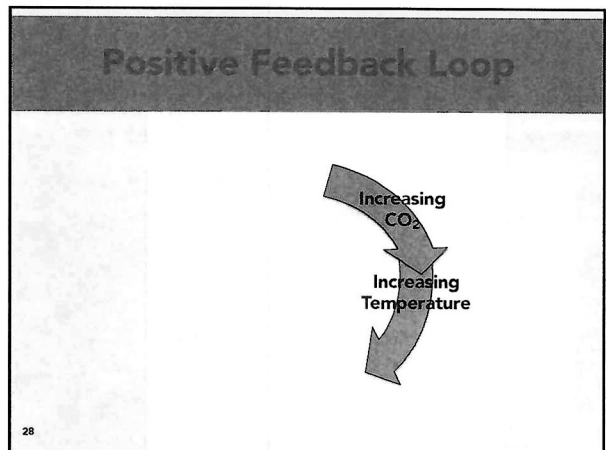 Positive Feedback Loop
Increasing
CO₂
Increasing
Temperature
28